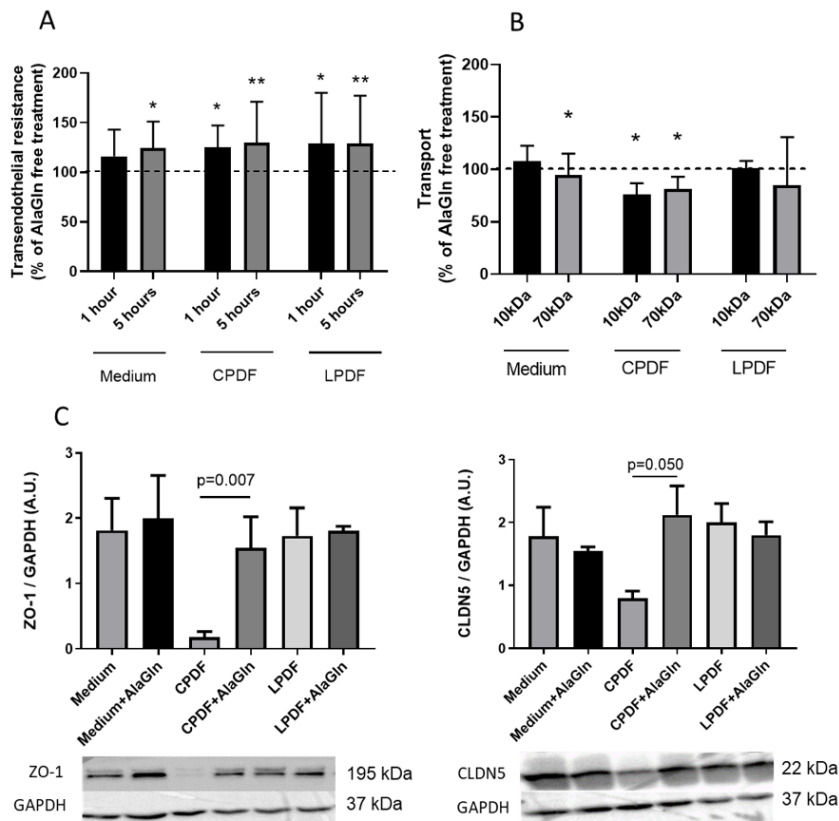 A
Transendothelial resistance
(% of AlaGln free treatment)
200
150
100
50
0
* * ** * **
1 hour
5 hours
1 hour
5 hours
1 hour
5 hours
Medium
CPDF
LPDF
B
Transport
(% of AlaGln free treatment)
200
150
100
50
0
* * *
10kDa
70kDa
10kDa
70kDa
10kDa
70kDa
Medium
CPDF
LPDF
C
ZO-1 / GAPDH (A.U.)
3
2
1
0
p=0.007
Medium
Medium+AlaGln
CPDF
CPDF+AlaGln
LPDF
LPDF+AlaGln
ZO-1
195 kDa
GAPDH
37 kDa
CLDN5 / GAPDH (A.U.)
3
2
1
0
p=0.050
Medium
Medium+AlaGln
CPDF
CPDF+AlaGln
LPDF
LPDF+AlaGln
CLDN5
22 kDa
GAPDH
37 kDa